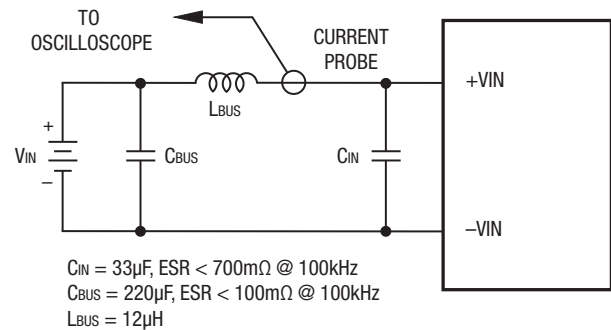 TO
OSCILLOSCOPE
CURRENT
PROBE
LBUS
+VIN
+
VIN
−
CBUS
CIN
−VIN
CIN = 33µF, ESR < 700mΩ @ 100kHz
CBUS = 220µF, ESR < 100mΩ @ 100kHz
LBUS = 12µH